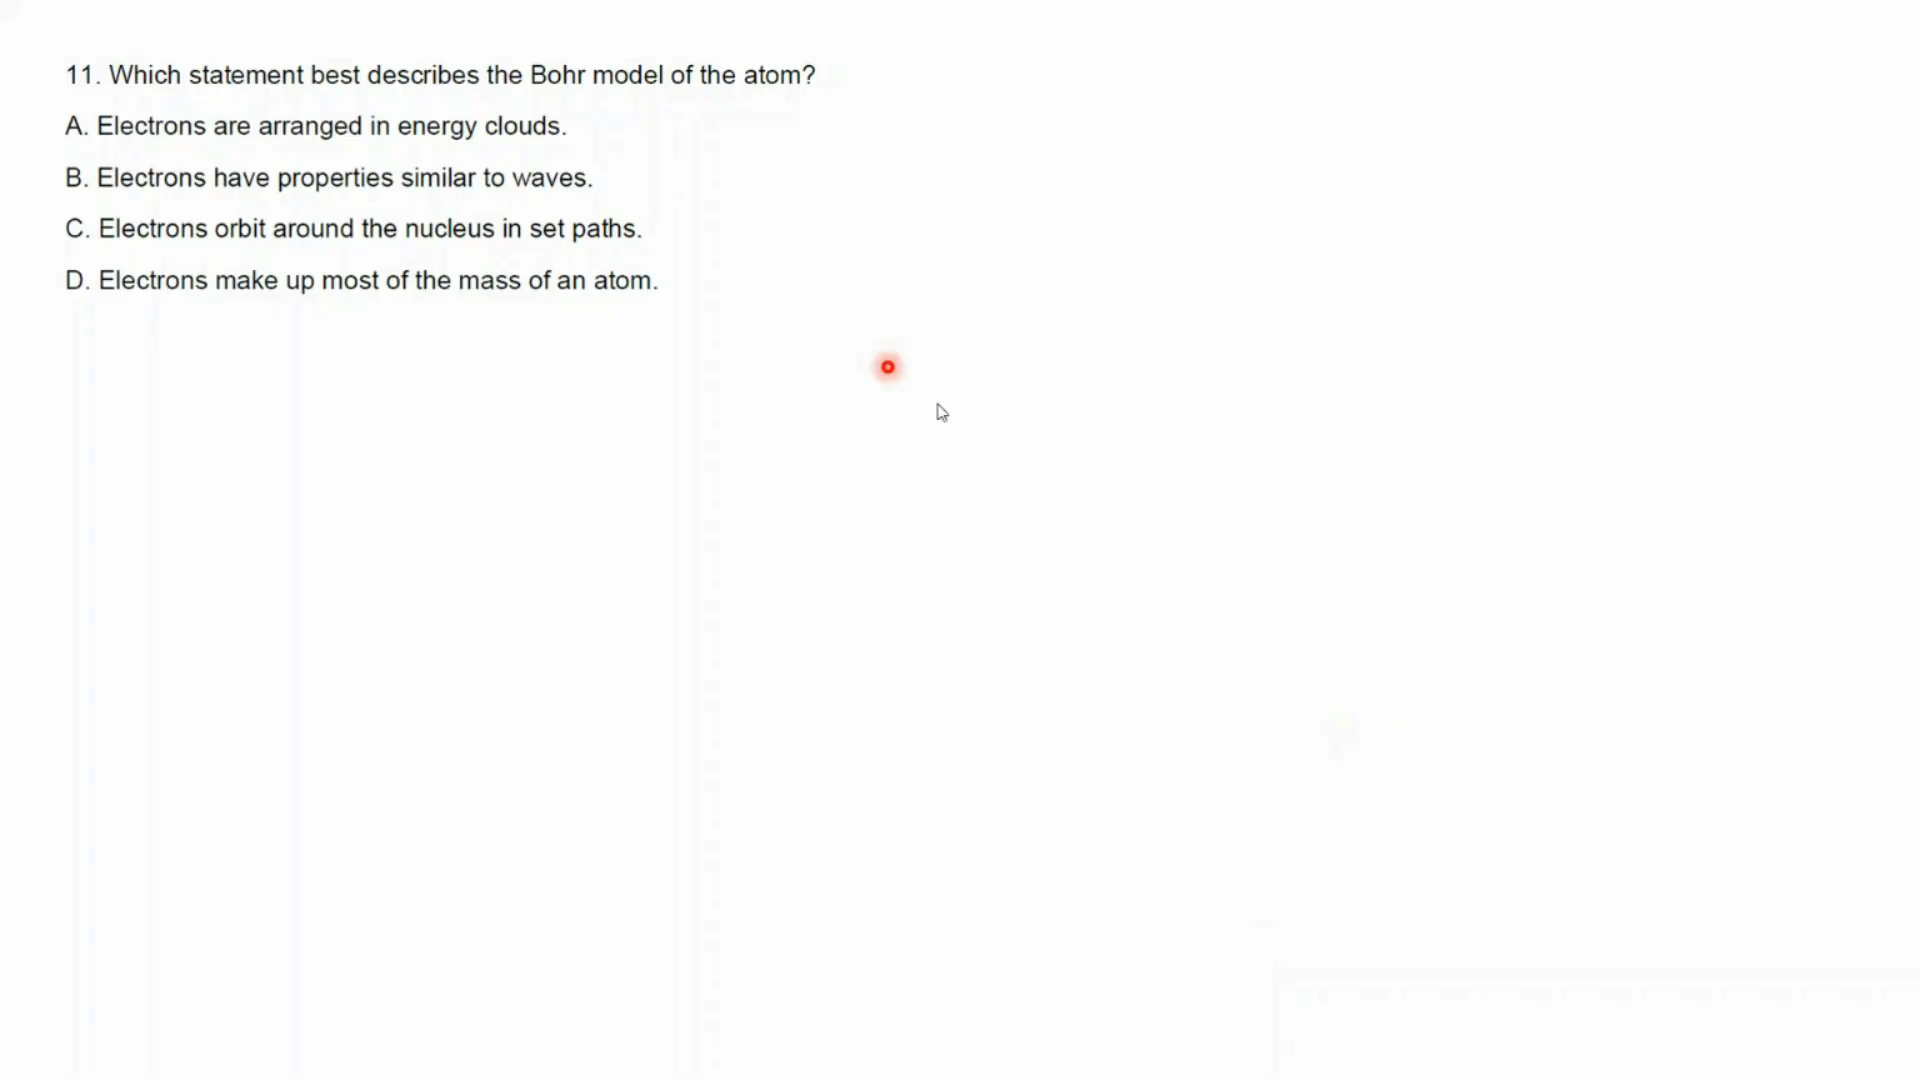 11. Which statement best describes the Bohr model of the atom?
A. Electrons are arranged in energy clouds.
B. Electrons have properties similar to waves.
C. Electrons orbit around the nucleus in set paths.
D. Electrons make up most of the mass of an atom.